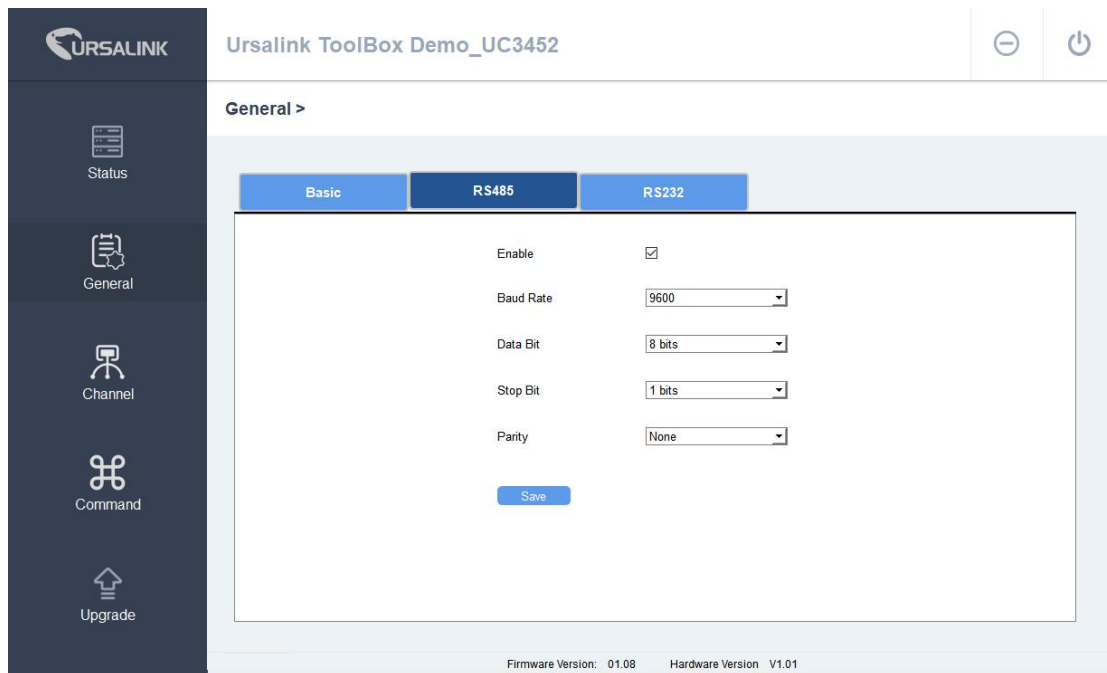 URSALINK
Ursalink ToolBox Demo_UC3452
General >
Status
General
Channel
Command
Upgrade
Basic RS485 RS232
Enable
Baud Rate 9600
Data Bit 8 bits
Stop Bit 1 bits
Parity None
Save
Firmware Version: 01.08 Hardware Version V1.01